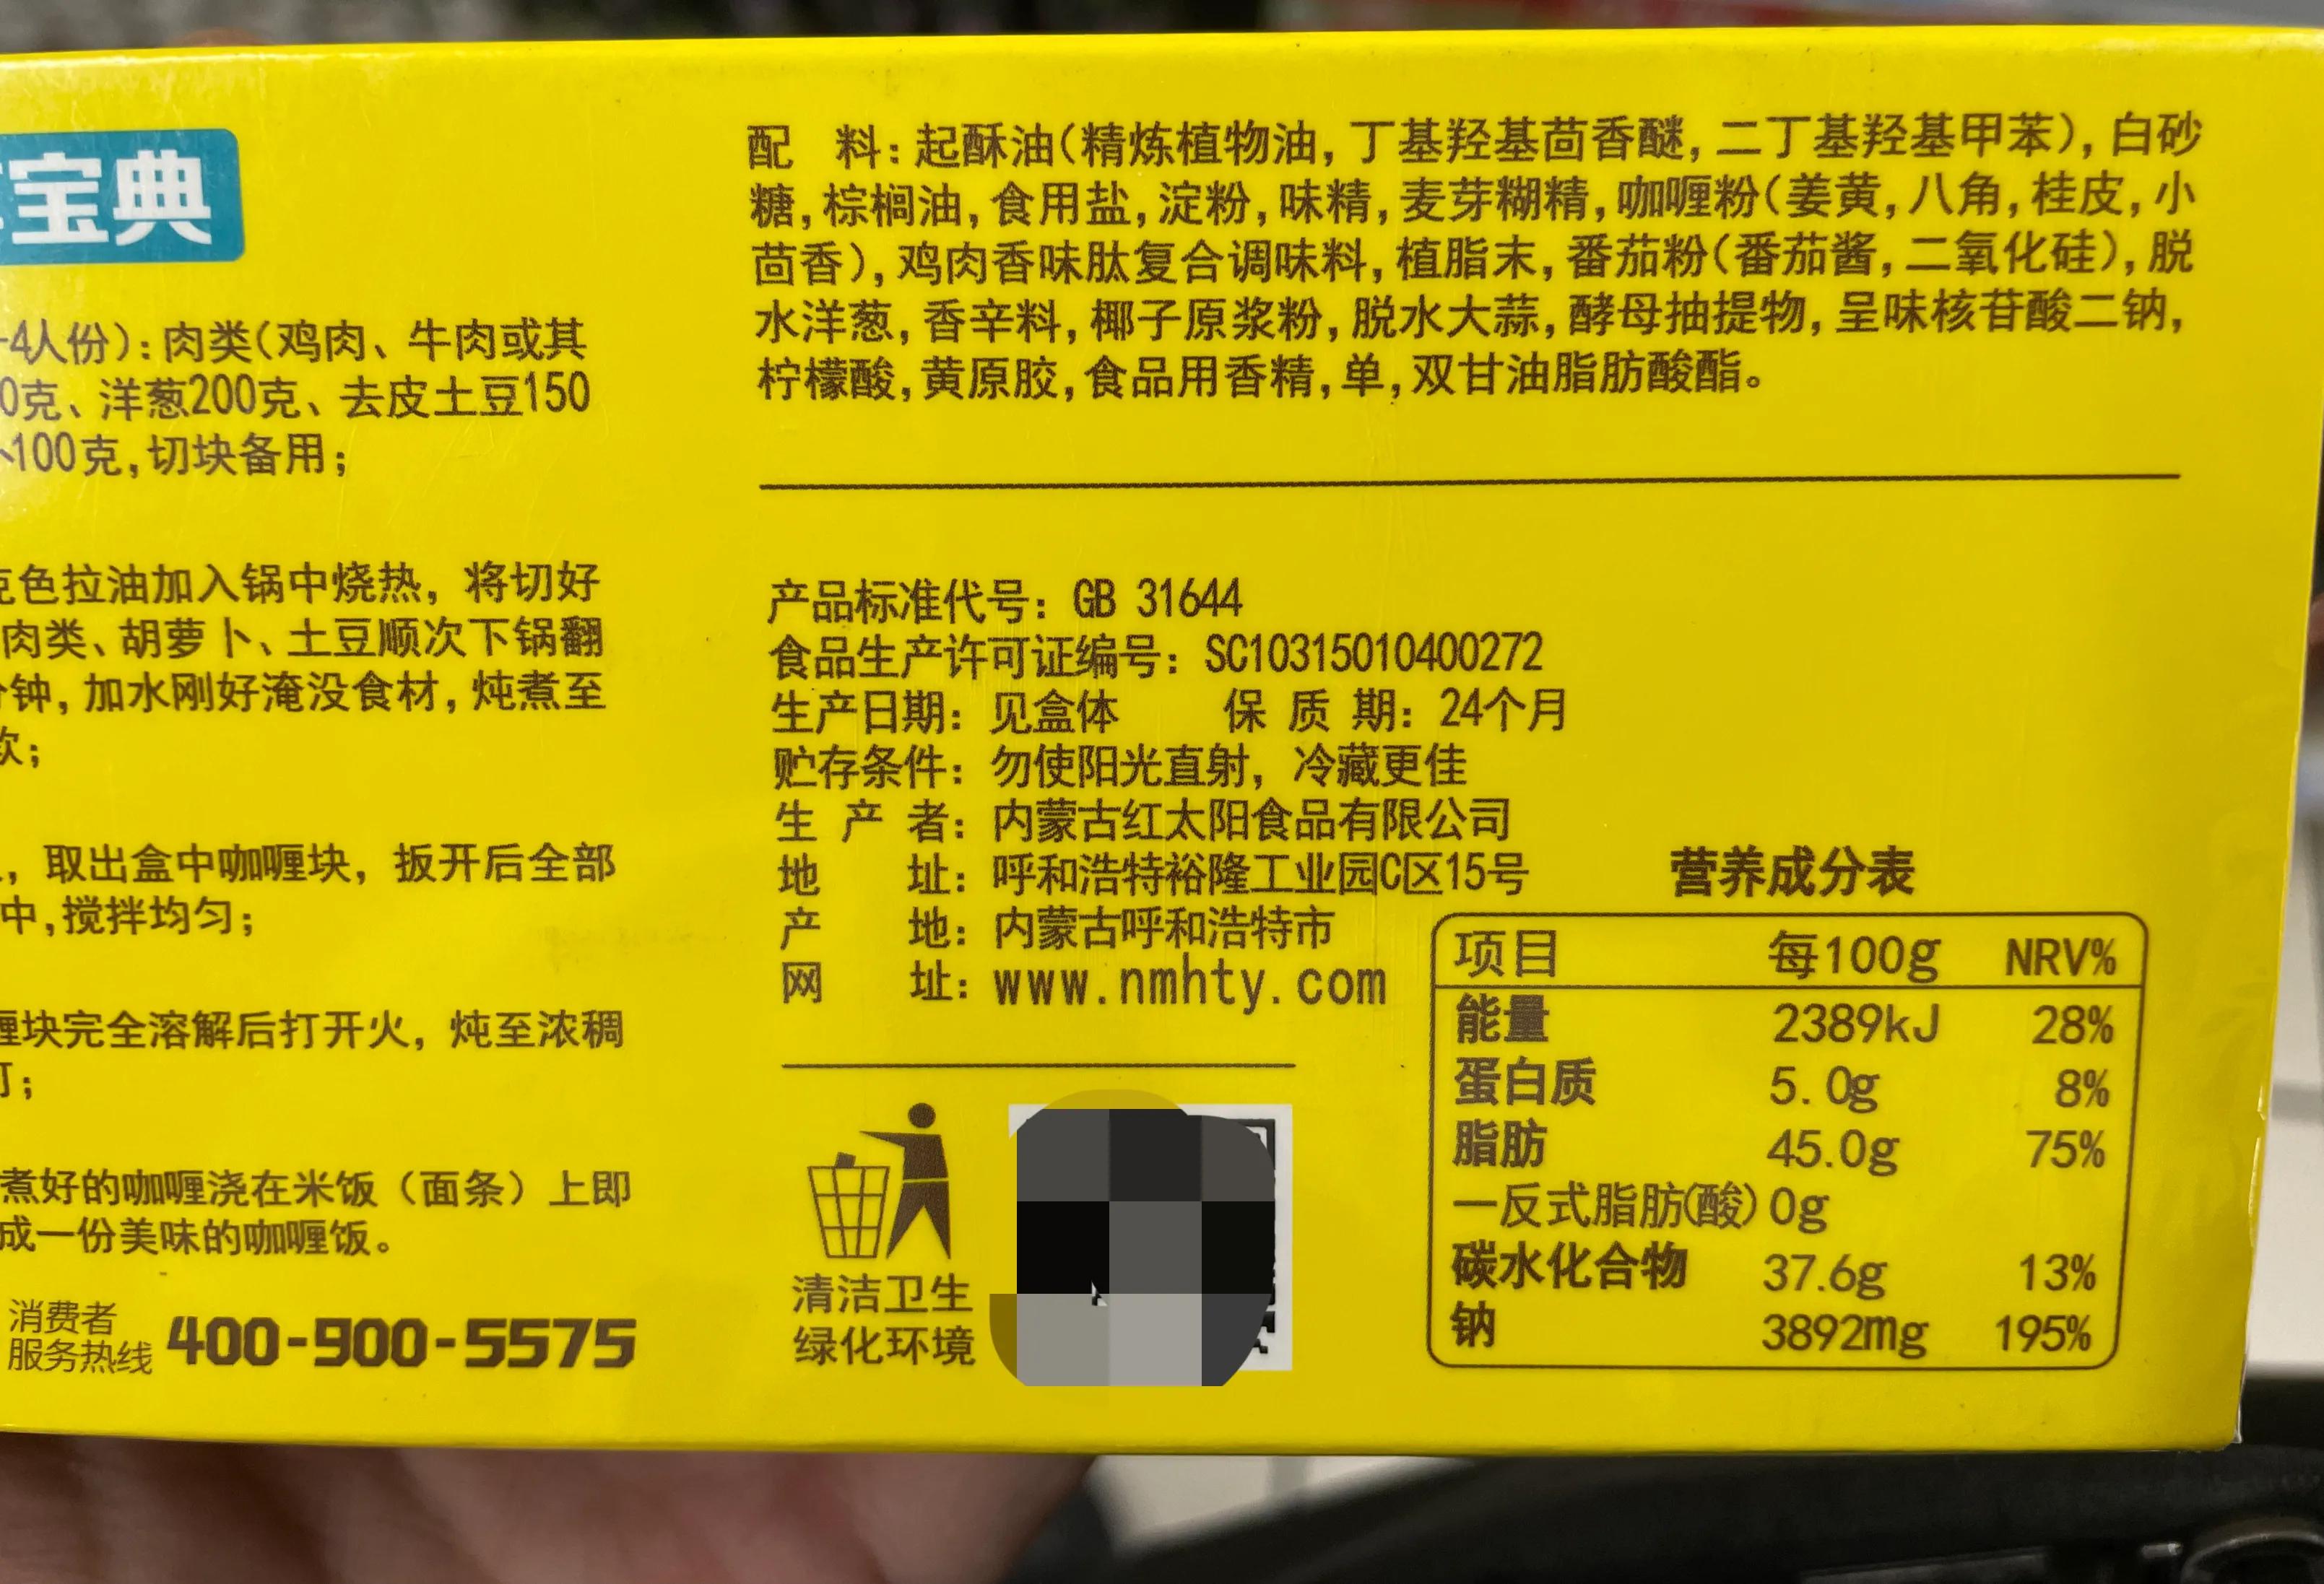 宝典
4人份）：肉类（鸡肉、牛肉或其
0克、洋葱200克、去皮土豆150
100克,切块备用；
色拉油加入锅中烧热，将切好
肉类、胡萝卜、土豆顺次下锅翻
钟,加水刚好淹没食材,炖煮至
取出盒中咖喱块，扳开后全部
中,搅拌均匀；
块完全溶解后打开火，炖至浓稠
煮好的咖喱浇在米饭（面条）上即
成一份美味的咖喱饭。
消费者
服务热线 400-900-5575
配 料：起酥油（精炼植物油,丁基羟基茴香醚,二丁基羟基甲苯）,白砂
糖,棕榈油,食用盐,淀粉,味精,麦芽糊精,咖喱粉（姜黄,八角,桂皮,小
茴香）,鸡肉香味肽复合调味料,植脂末,番茄粉（番茄酱,二氧化硅）,脱
水洋葱,香辛料,椰子原浆粉,脱水大蒜,酵母抽提物,呈味核苷酸二钠,
柠檬酸,黄原胶,食品用香精,单,双甘油脂肪酸酯。
产品标准代号：GB 31644
食品生产许可证编号：SC10315010400272
生产日期：见盒体 保 质 期：24个月
贮存条件：勿使阳光直射，冷藏更佳
生 产 者：内蒙古红太阳食品有限公司
地 址：呼和浩特裕隆工业园C区15号
产 地：内蒙古呼和浩特市
网 址：www.nmhty.com
清洁卫生
绿化环境
营养成分表
项目 每100g NRV%
能量 2389kJ 28%
蛋白质 5.0g 8%
脂肪 45.0g 75%
一反式脂肪(酸) 0g
碳水化合物 37.6g 13%
钠 3892mg 195%